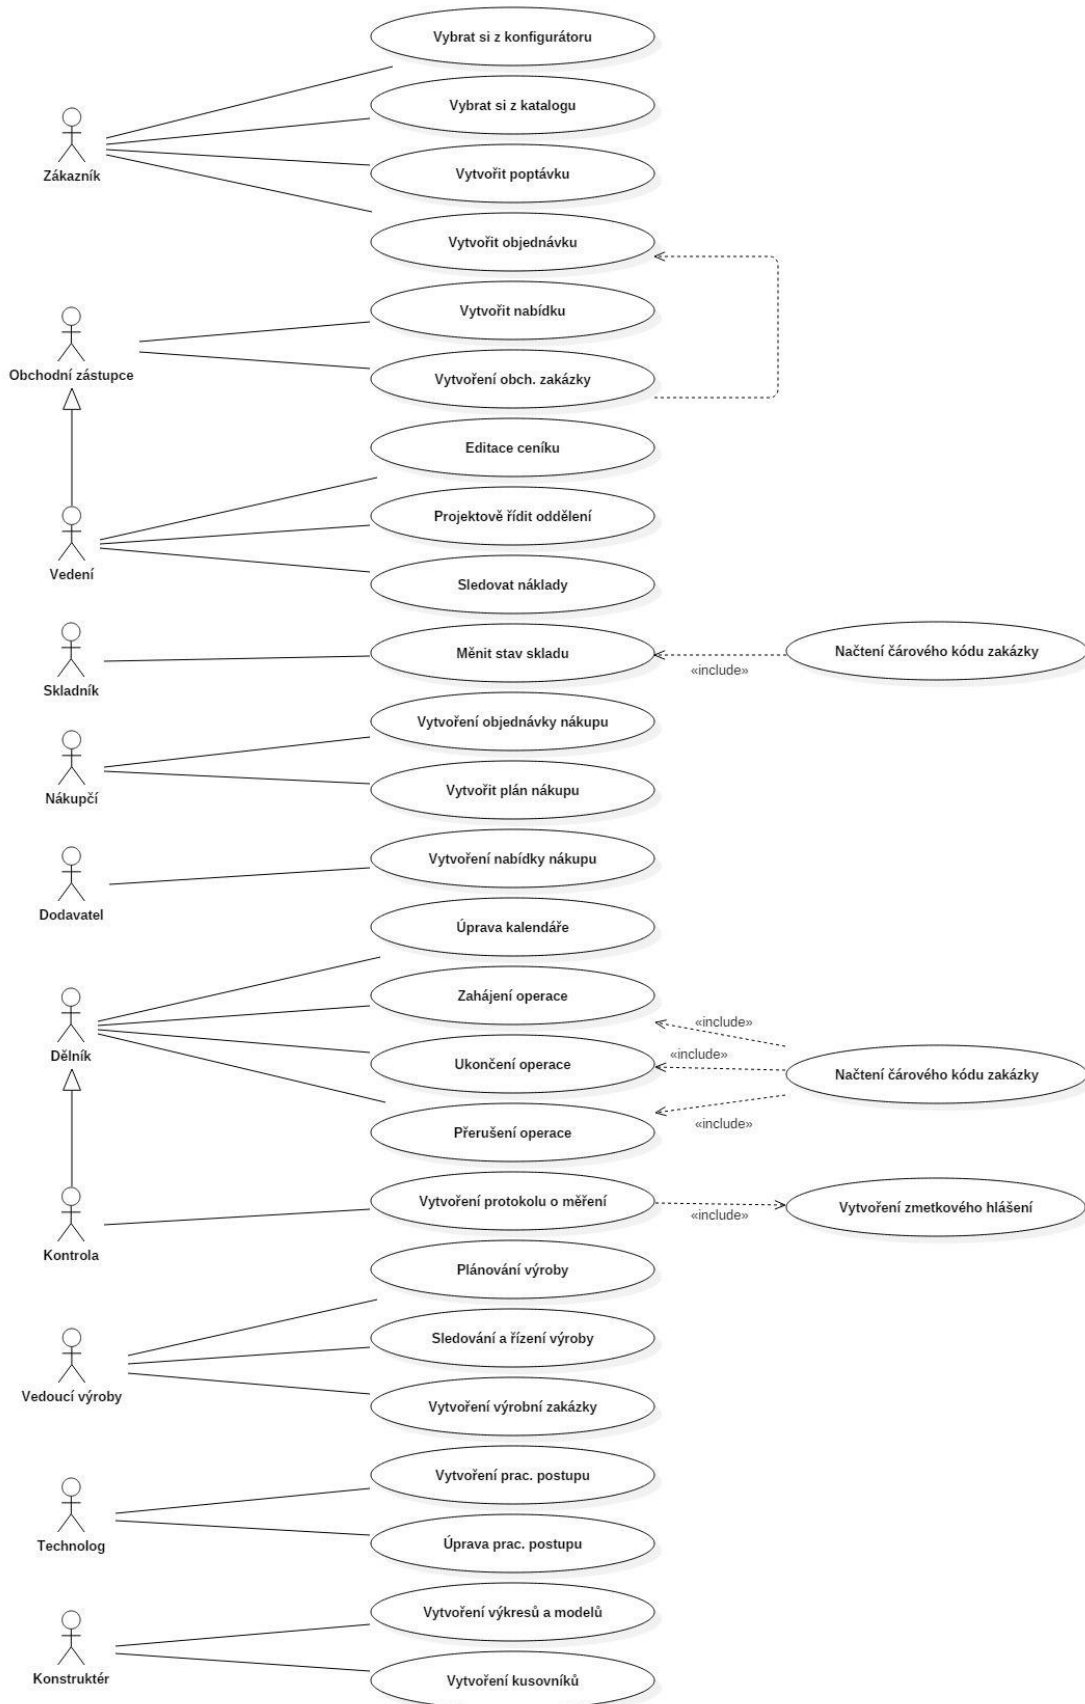 Vybrat si z konfigurátoru
Vybrat si z katalogu
Zákazník
Vytvořit poptávku
Vytvořit objednávku
Vytvořit nabídku
Obchodní zástupce
Vytvoření obch. zakázky
Editace ceníku
Projektově řídit oddělení
Vedení
Sledovat náklady
Měnit stav skladu
«include»
Načtení čárového kódu zakázky
Skladník
Vytvoření objednávky nákupu
Nákupčí
Vytvořit plán nákupu
Vytvoření nabídky nákupu
Dodavatel
Úprava kalendáře
Zahájení operace
«include»
Dělník
Ukončení operace
«include»
Načtení čárového kódu zakázky
Přerušení operace
«include»
Vytvoření protokolu o měření
«include»
Vytvoření zmetkového hlášení
Kontrola
Plánování výroby
Sledování a řízení výroby
Vedoucí výroby
Vytvoření výrobní zakázky
Vytvoření prac. postupu
Technolog
Úprava prac. postupu
Vytvoření výkresů a modelů
Konstruktér
Vytvoření kusovníků